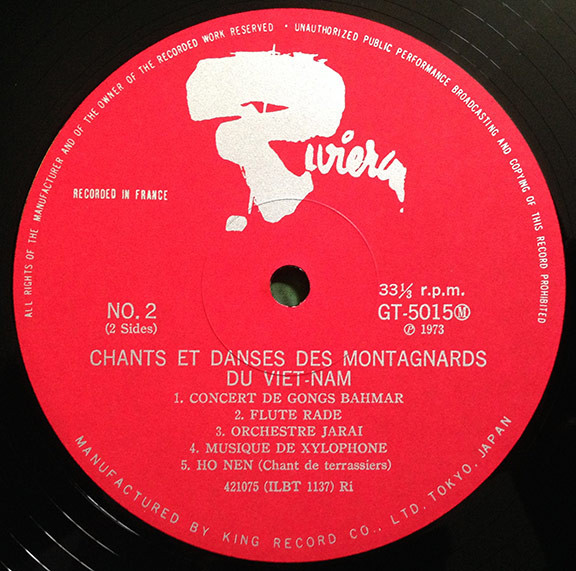 ALL RIGHTS OF THE MANUFACTURER AND OF THE OWNER OF THE RECORDED WORK RESERVED • UNAUTHORIZED PUBLIC PERFORMANCE BROADCASTING AND COPYING OF THIS RECORD PROHIBITED
Riviera
RECORDED IN FRANCE
NO. 2
(2 Sides)
33⅓ r.p.m.
GT-5015Ⓜ
Ⓟ 1973
CHANTS ET DANSES DES MONTAGNARDS
DU VIET-NAM
1. CONCERT DE GONGS BAHMAR
2. FLUTE RADE
3. ORCHESTRE JARAI
4. MUSIQUE DE XYLOPHONE
5. HO NEN (Chant de terrassiers)
421075 (ILBT 1137) Ri
MANUFACTURED BY KING RECORD CO., LTD. TOKYO, JAPAN